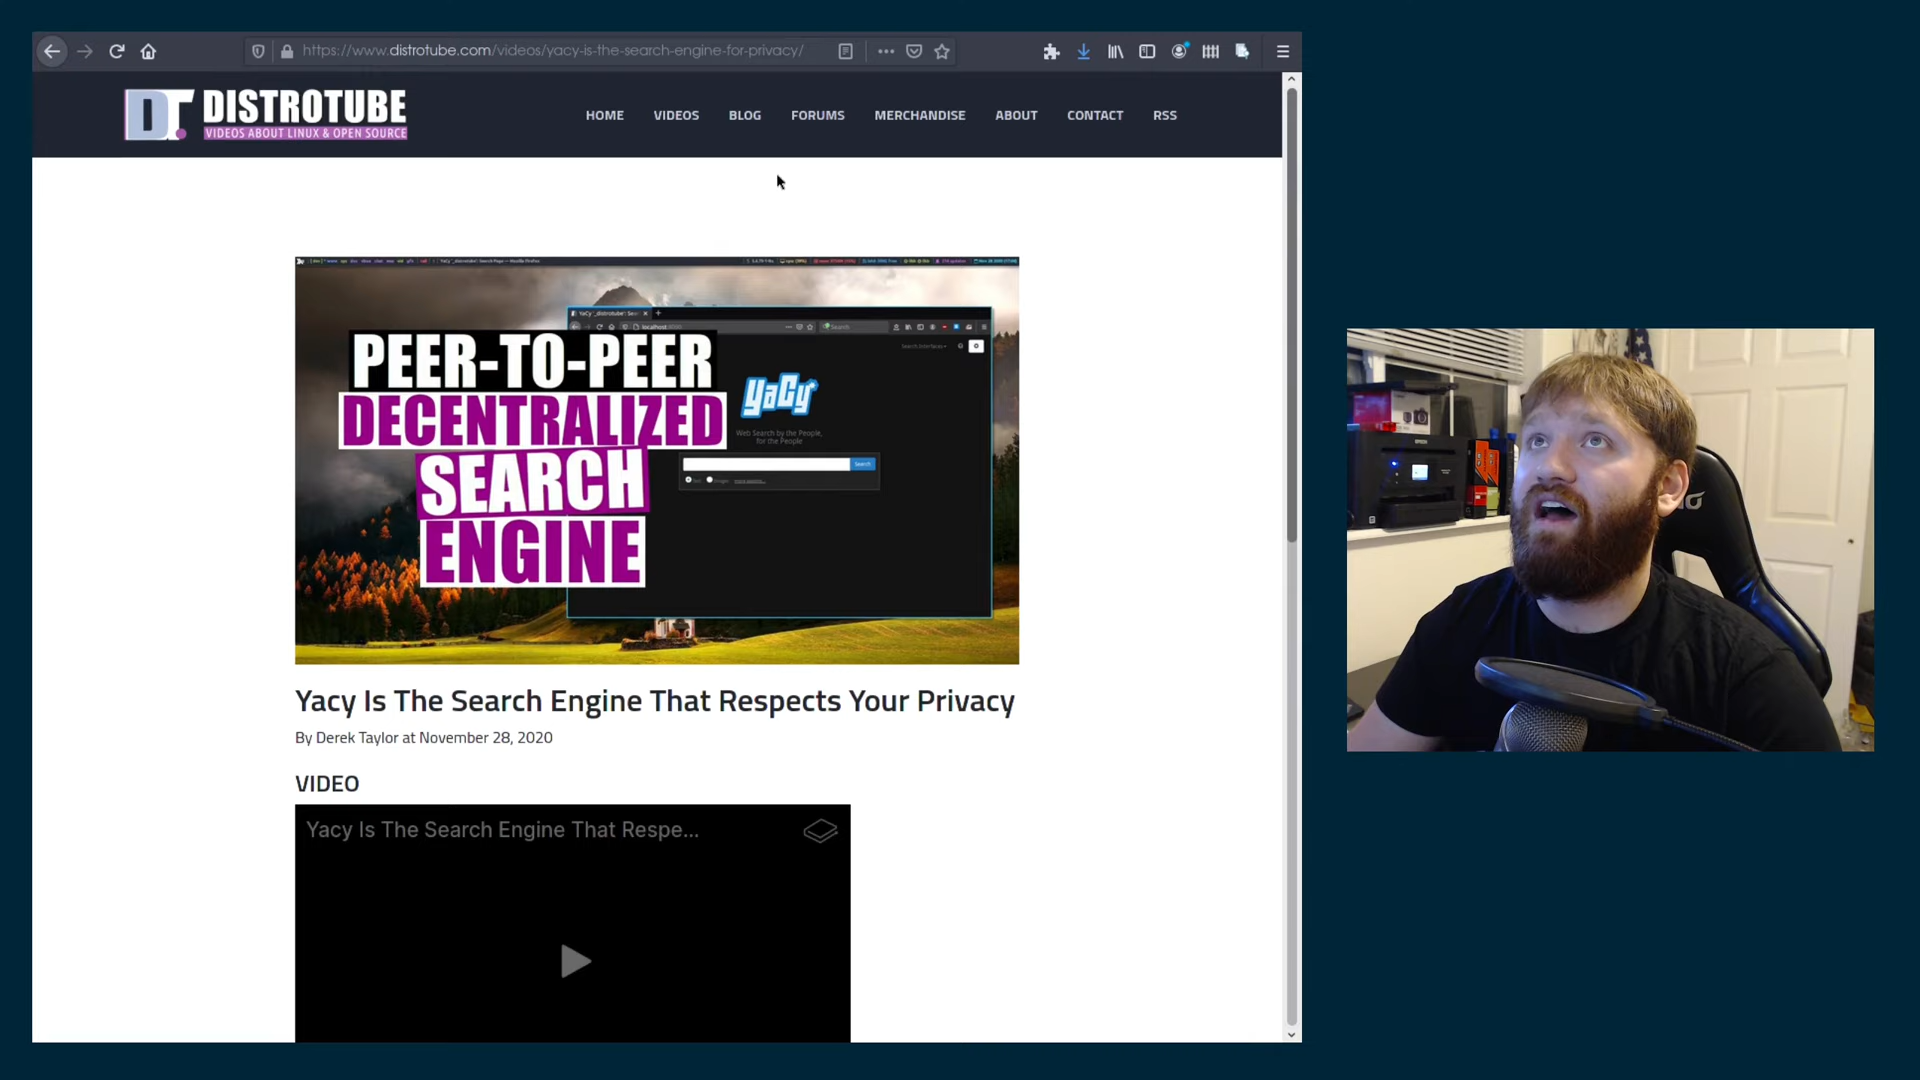 https://www.distrotube.com/videos/yacy-is-the-search-engine-for-privacy/
DT.
DISTROTUBE
VIDEOS ABOUT LINUX & OPEN SOURCE
HOME
VIDEOS
BLOG
FORUMS
MERCHANDISE
ABOUT
CONTACT
RSS
PEER-TO-PEER
DECENTRALIZED
SEARCH
ENGINE
YaCy
Web Search by the People,
for the People
Search
Yacy Is The Search Engine That Respects Your Privacy
By Derek Taylor at November 28, 2020
VIDEO
Yacy Is The Search Engine That Respe...
EPSON